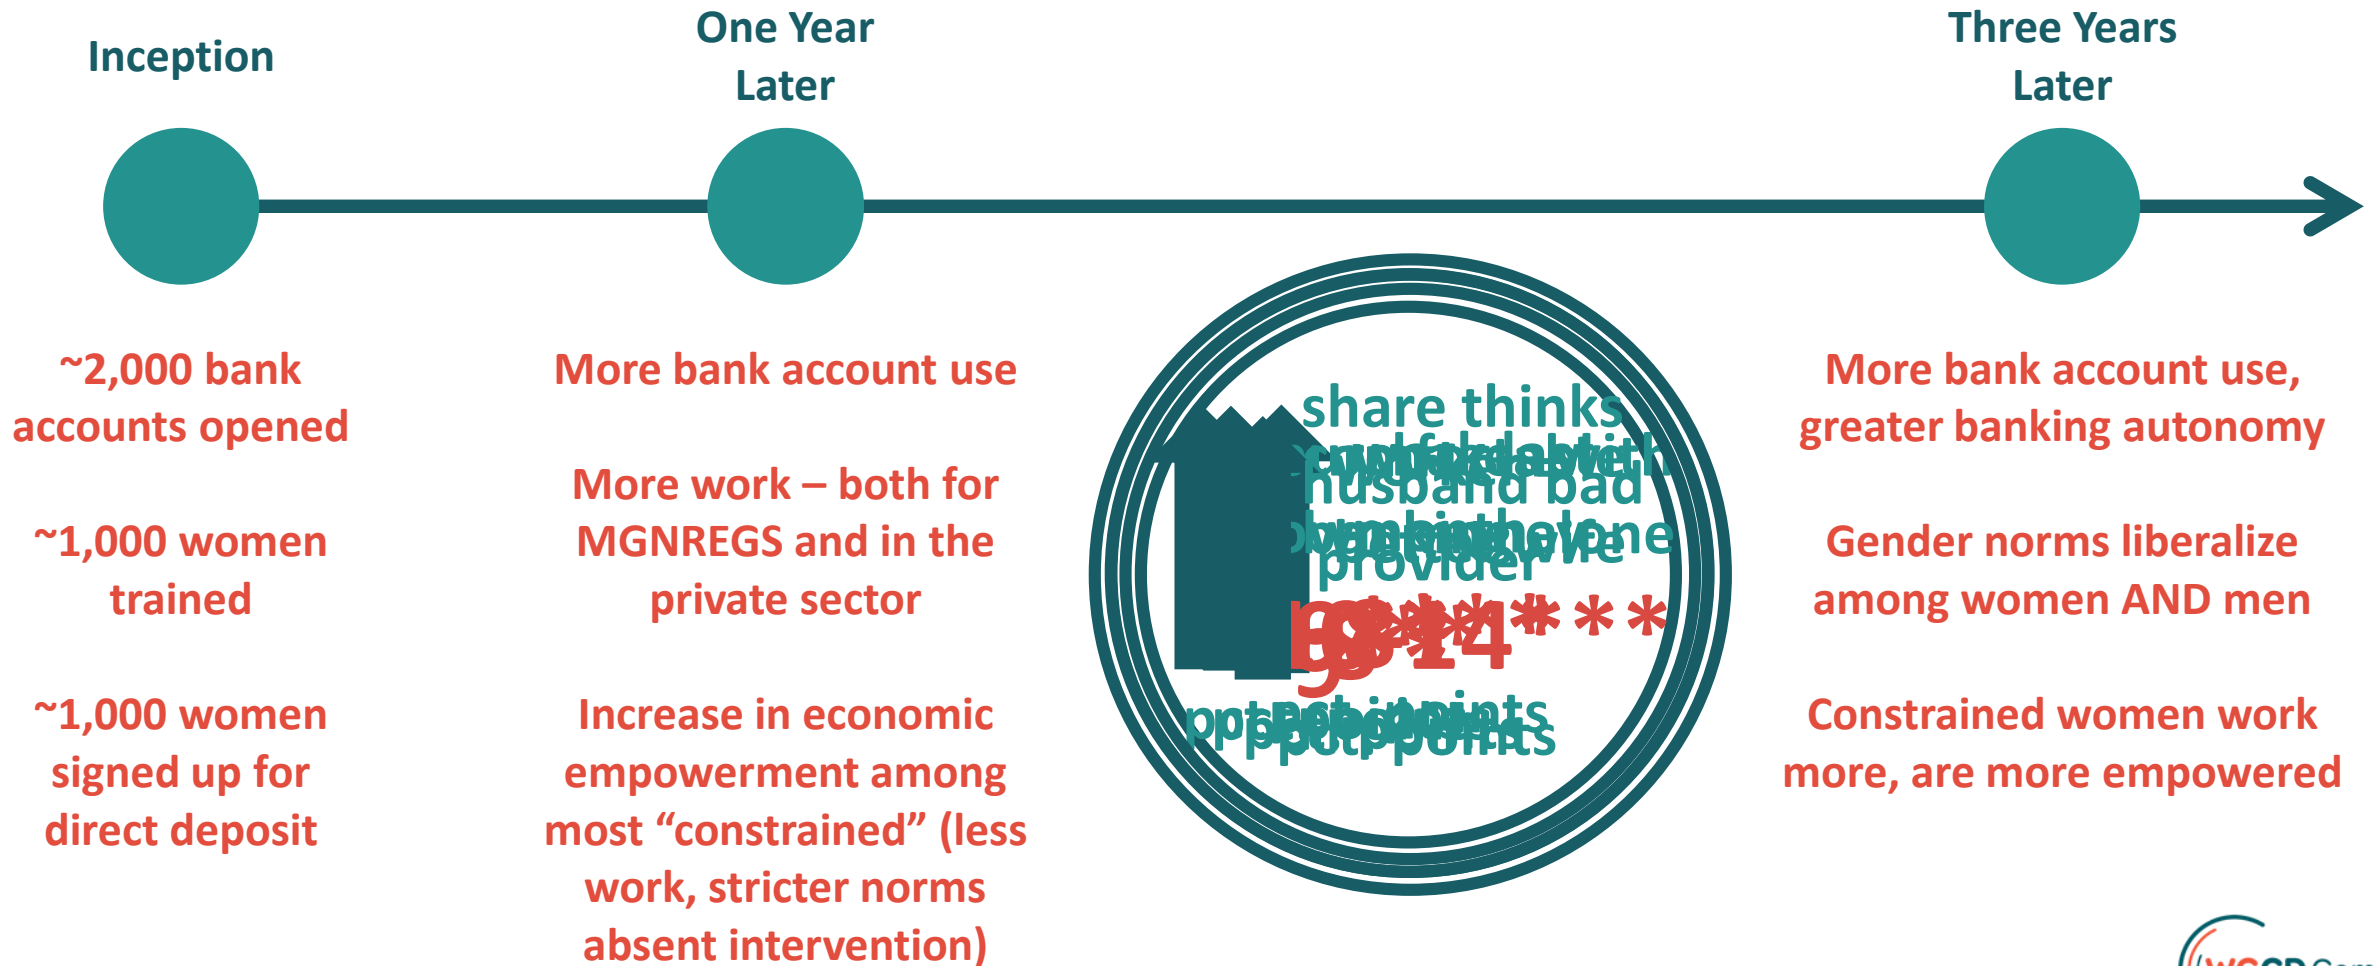 Inception
One Year
Later
Three Years
Later
~2,000 bank
accounts opened
~1,000 women
trained
~1,000 women
signed up for
direct deposit
More bank account use
More work – both for
MGNREGS and in the
private sector
Increase in economic
empowerment among
most “constrained” (less
work, stricter norms
absent intervention)
share thinks
husband bad
provider
pct points
More bank account use,
greater banking autonomy
Gender norms liberalize
among women AND men
Constrained women work
more, are more empowered